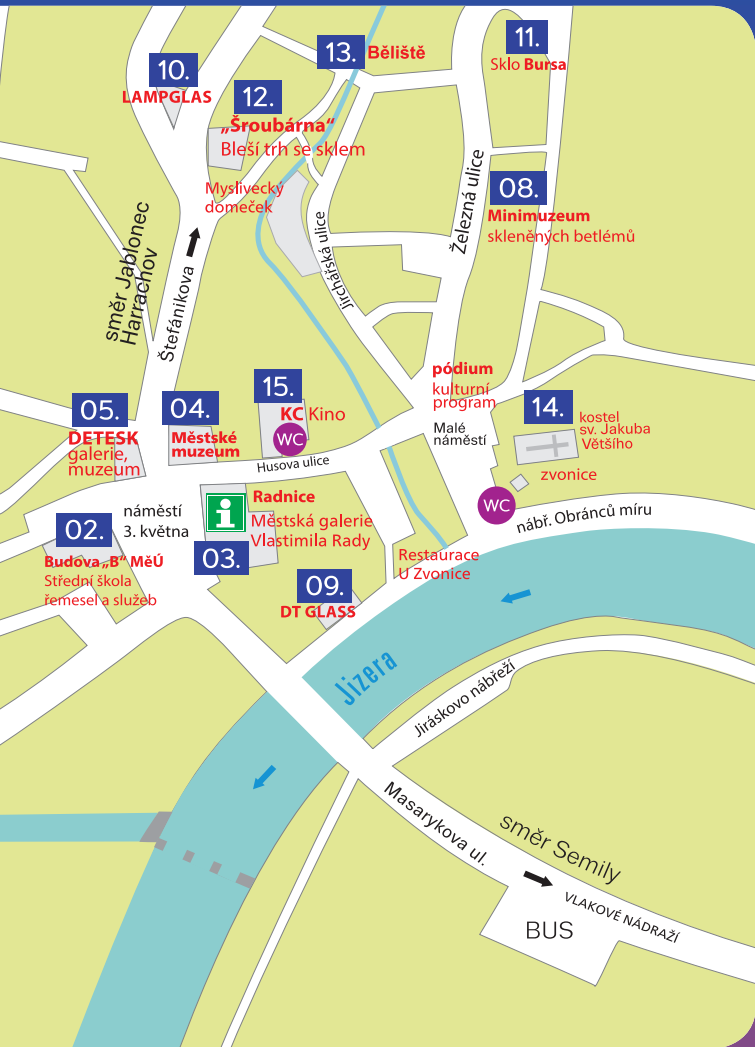 13. Běliště
11.
Sklo Bursa
10.
LAMPGLAS
12.
„Šroubárna“
Bleší trh se sklem
Myslivecký
domeček
08.
Minimuzeum
skleněných betlémů
Železná ulice
Jirchářská ulice
směr Jablonec
Harrachov
Štefánikova
pódium
kulturní
program
Malé
náměstí
14.
kostel
sv. Jakuba
Většího
zvonice
15.
KC Kino
WC
04.
Městské
muzeum
05.
DETESK
galerie,
muzeum
Husova ulice
WC
nábř. Obránců míru
náměstí
3. května
i
Radnice
Městská galerie
Vlastimila Rady
03.
02.
Budova „B“ MěÚ
Střední škola
řemesel a služeb
Restaurace
U Zvonice
09.
DT GLASS
Jizera
Jiráskovo nábřeží
Masarykova ul.
směr Semily
VLAKOVÉ NÁDRAŽÍ
BUS